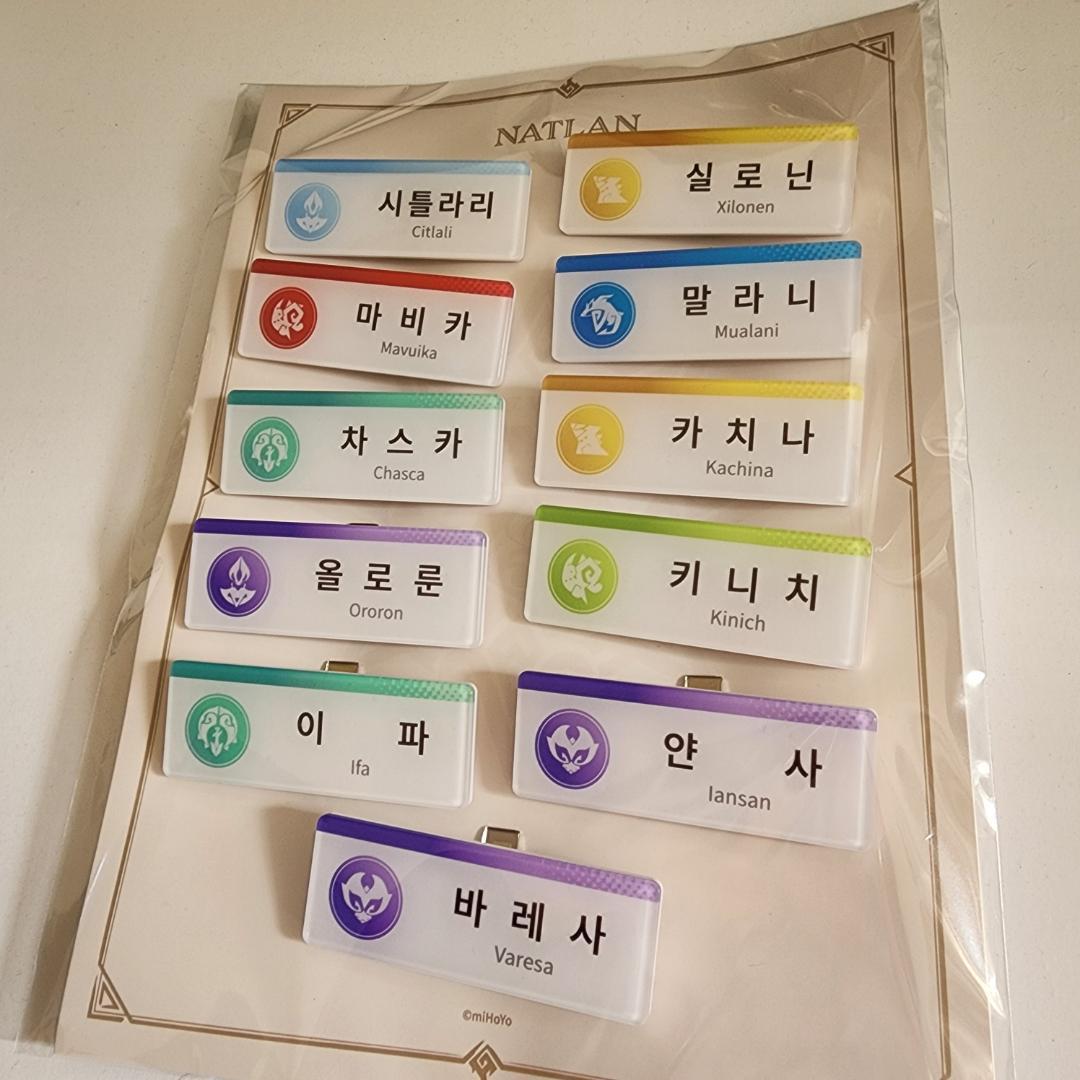 NATLAN
시틀라리
Citlali
실로닌
Xilonen
마비카
Mavuika
말라니
Mualani
차스카
Chasca
카치나
Kachina
올로룬
Ororon
키니치
Kinich
이파
Ifa
얀사
Iansan
바레사
Varesa
©miHoYo